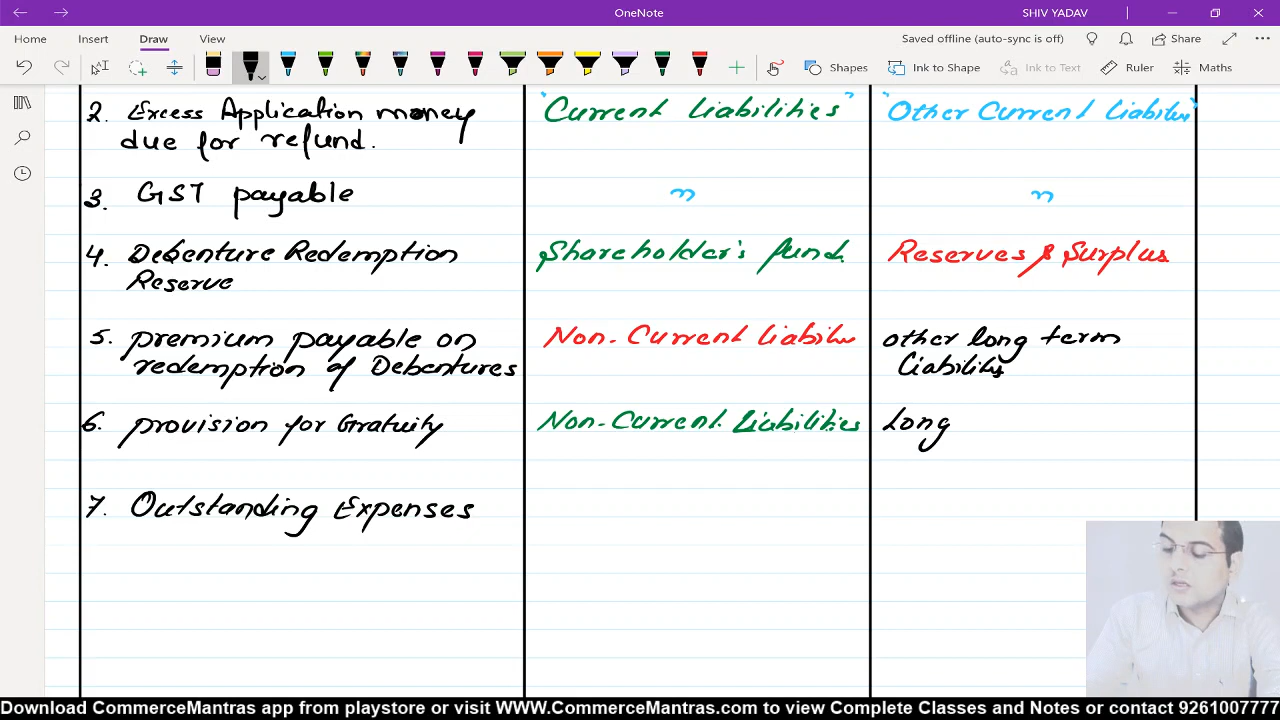 OneNote
SHIV YADAV
Home Insert Draw View
Saved offline (auto-sync is off)
Share
Shapes
Ink to Shape
Ink to Text
Ruler
Maths
2. Excess Application money
due for refund.
"Current Liabilities"
"Other Current Liabilities"
3. GST payable
"
"
4. Debenture Redemption
Reserve
Shareholder's fund.
Reserves & Surplus
5. premium payable on
redemption of Debentures
Non-Current Liabilities
other long term
Liabilities
6. provision for Gratuity
Non-Current Liabilities
Long
7. Outstanding Expenses
Download CommerceMantras app from playstore or visit WWW.CommerceMantras.com to view Complete Classes and Notes or contact 9261007777